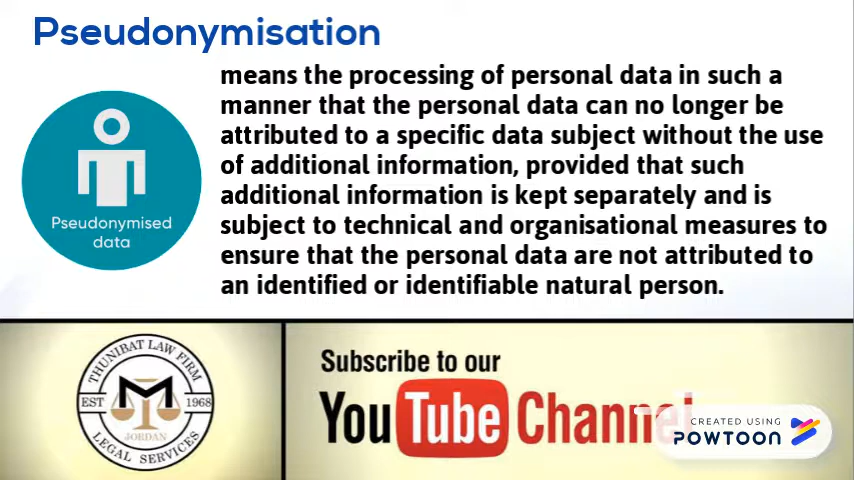 Pseudonymisation
means the processing of personal data in such a
manner that the personal data can no longer be
attributed to a specific data subject without the use
of additional information, provided that such
additional information is kept separately and is
subject to technical and organisational measures to
ensure that the personal data are not attributed to
an identified or identifiable natural person.
Pseudonymised
data
THUNIBAT LAW FIRM
M
EST 1968
JORDAN
LEGAL SERVICES
Subscribe to our
YouTube Channel
CREATED USING
POWTOON